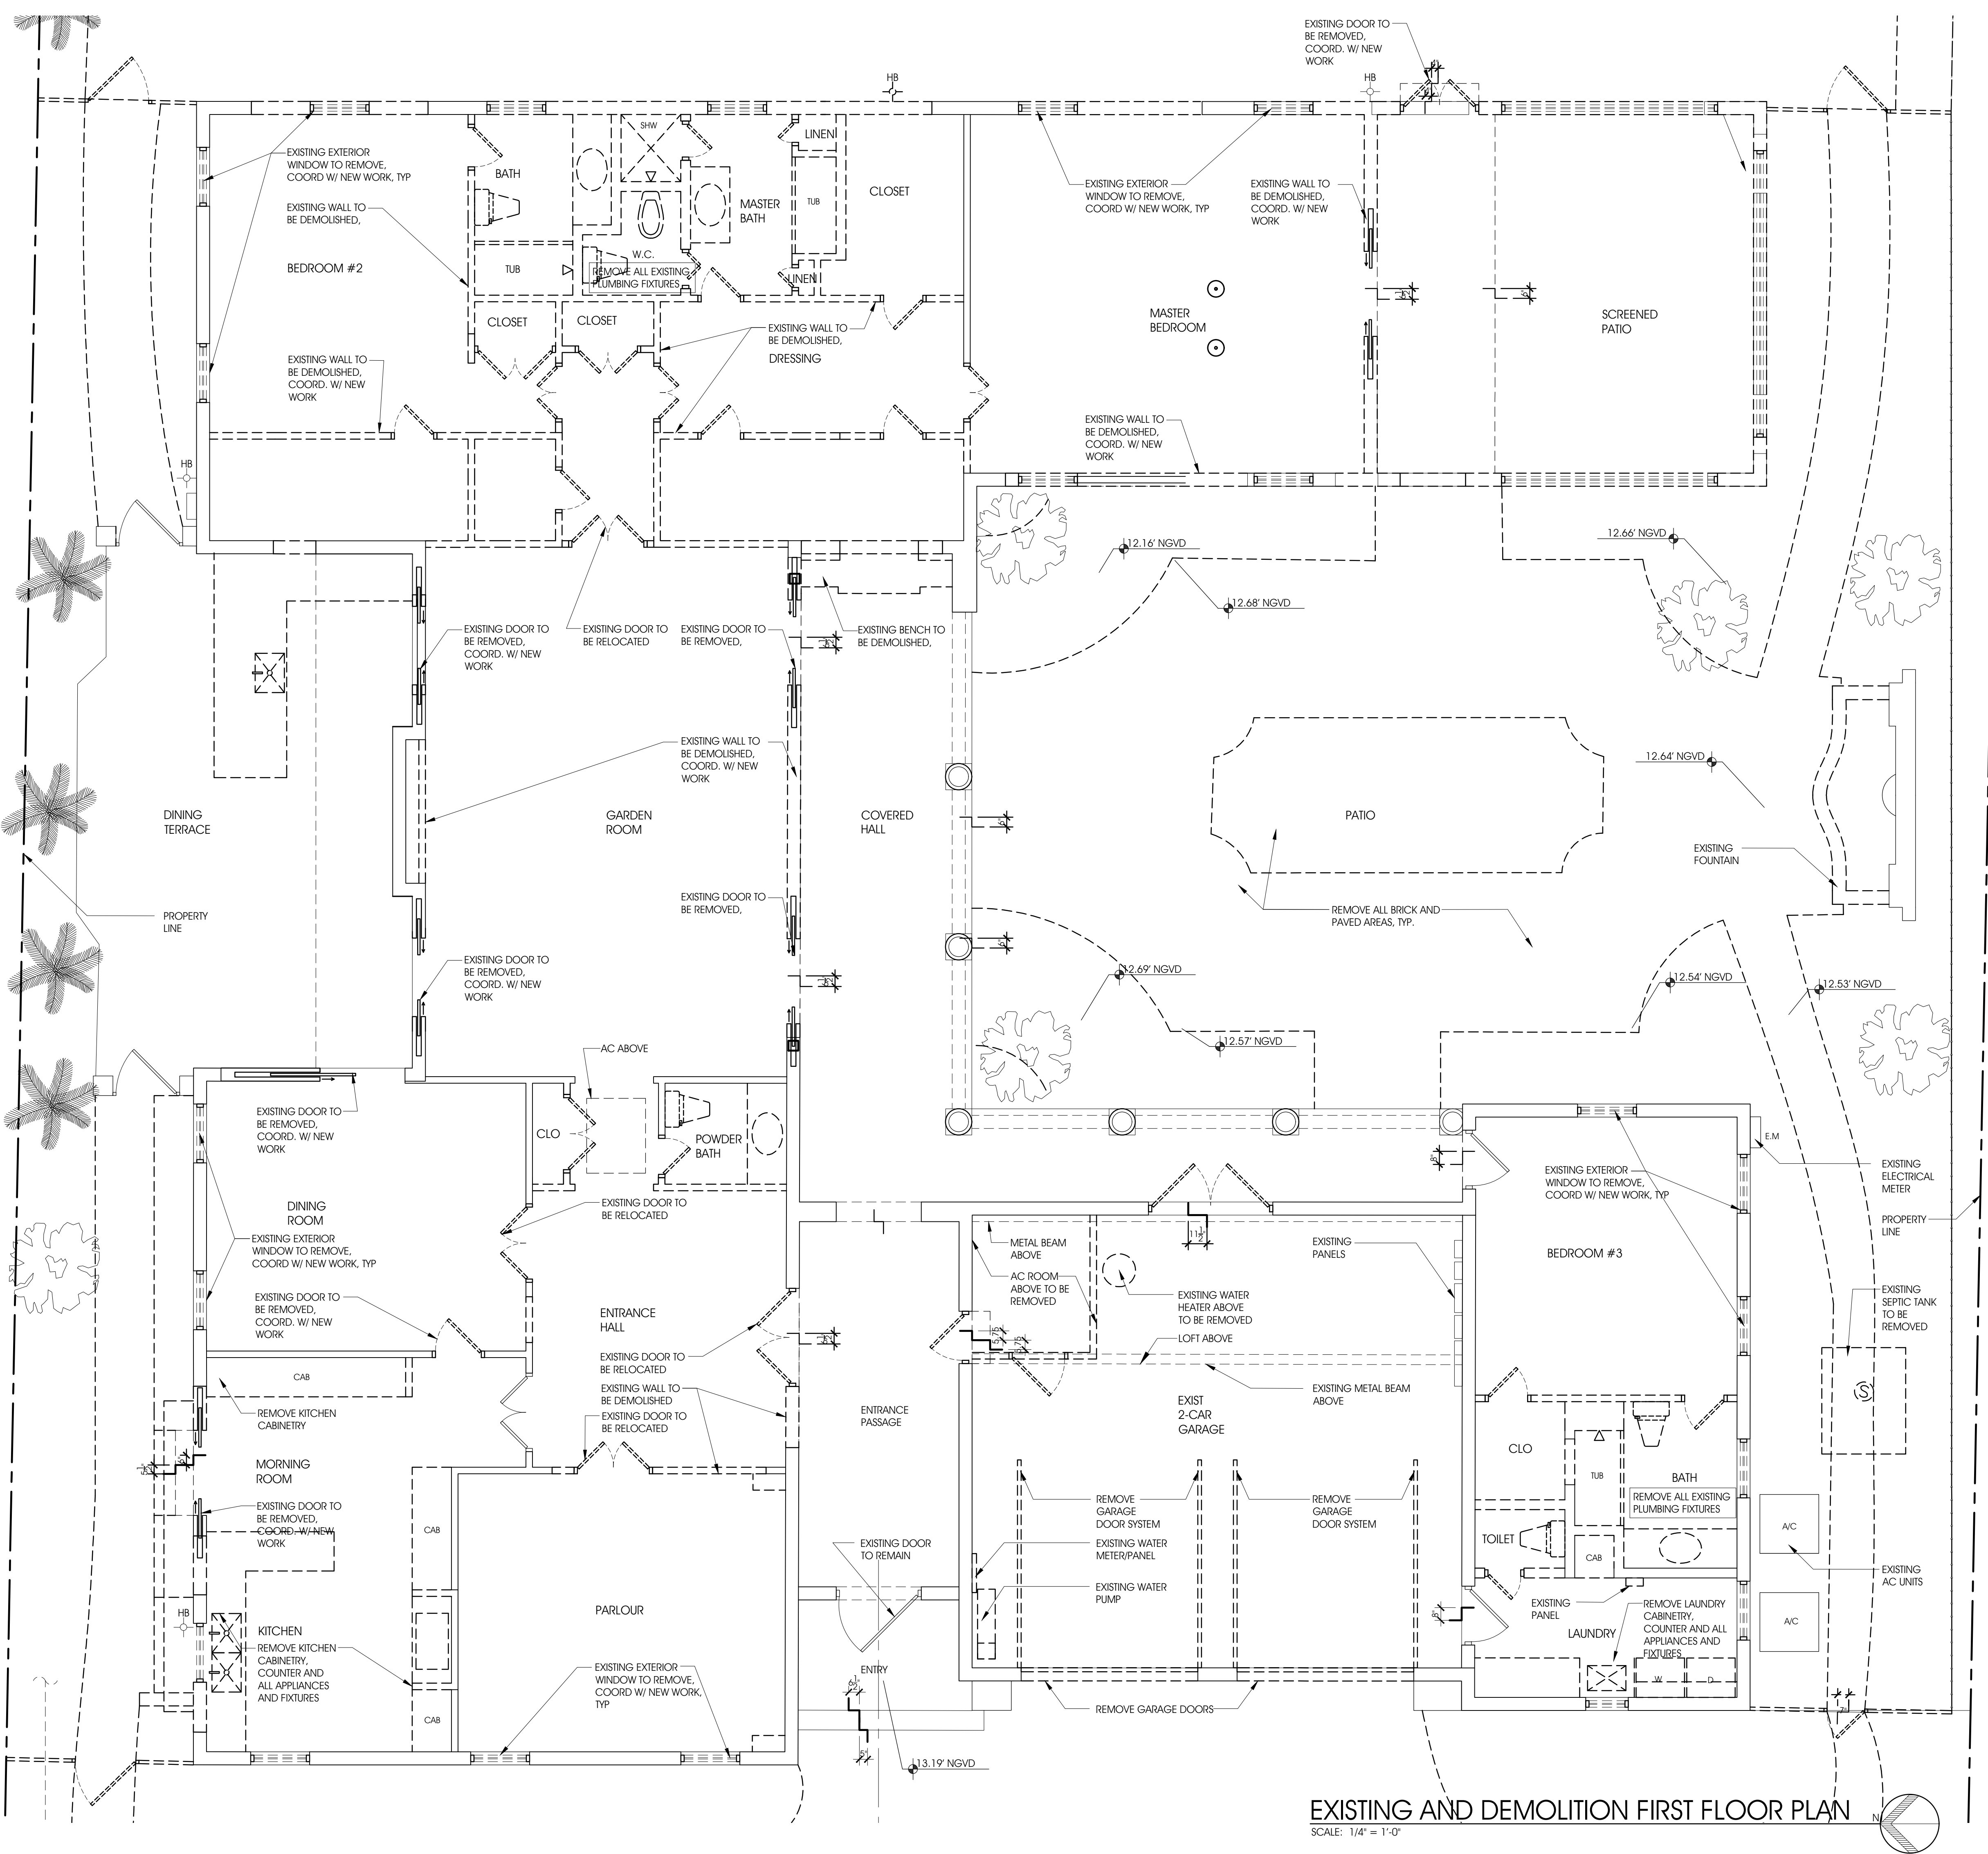 EXISTING DOOR TO
BE REMOVED,
COORD. W/ NEW
WORK
HB
HB
EXISTING EXTERIOR
WINDOW TO REMOVE,
COORD W/ NEW WORK, TYP
EXISTING WALL TO
BE DEMOLISHED,
BEDROOM #2
EXISTING WALL TO
BE DEMOLISHED,
COORD. W/ NEW
WORK
BATH
TUB
SHW
W.C.
REMOVE ALL EXISTING
PLUMBING FIXTURES
MASTER
BATH
LINEN
TUB
LINEN
CLOSET
CLOSET
CLOSET
EXISTING WALL TO
BE DEMOLISHED,
DRESSING
EXISTING EXTERIOR
WINDOW TO REMOVE,
COORD W/ NEW WORK, TYP
EXISTING WALL TO
BE DEMOLISHED,
COORD. W/ NEW
WORK
MASTER
BEDROOM
SCREENED
PATIO
EXISTING WALL TO
BE DEMOLISHED,
COORD. W/ NEW
WORK
HB
12.16' NGVD
12.66' NGVD
12.68' NGVD
EXISTING DOOR TO
BE REMOVED,
COORD. W/ NEW
WORK
EXISTING DOOR TO
BE RELOCATED
EXISTING DOOR TO
BE REMOVED,
EXISTING BENCH TO
BE DEMOLISHED,
EXISTING WALL TO
BE DEMOLISHED,
COORD. W/ NEW
WORK
12.64' NGVD
DINING
TERRACE
GARDEN
ROOM
COVERED
HALL
6"
PATIO
EXISTING
FOUNTAIN
PROPERTY
LINE
EXISTING DOOR TO
BE REMOVED,
REMOVE ALL BRICK AND
PAVED AREAS, TYP.
6"
EXISTING DOOR TO
BE REMOVED,
COORD. W/ NEW
WORK
12.69' NGVD
12.54' NGVD
12.53' NGVD
12.57' NGVD
AC ABOVE
EXISTING DOOR TO
BE REMOVED,
COORD. W/ NEW
WORK
CLO
POWDER
BATH
E.M
8"
EXISTING
ELECTRICAL
METER
EXISTING EXTERIOR
WINDOW TO REMOVE,
COORD W/ NEW WORK, TYP
DINING
ROOM
EXISTING DOOR TO
BE RELOCATED
PROPERTY
LINE
EXISTING EXTERIOR
WINDOW TO REMOVE,
COORD W/ NEW WORK, TYP
METAL BEAM
ABOVE
11 1/2"
EXISTING
PANELS
BEDROOM #3
AC ROOM
ABOVE TO BE
REMOVED
EXISTING WATER
HEATER ABOVE
TO BE REMOVED
EXISTING
SEPTIC TANK
TO BE
REMOVED
EXISTING DOOR TO
BE REMOVED,
COORD. W/ NEW
WORK
ENTRANCE
HALL
5.75
5.75
LOFT ABOVE
EXISTING DOOR TO
BE RELOCATED
CAB
EXISTING WALL TO
BE DEMOLISHED
EXISTING METAL BEAM
ABOVE
S
REMOVE KITCHEN
CABINETRY
EXISTING DOOR TO
BE RELOCATED
ENTRANCE
PASSAGE
EXIST
2-CAR
GARAGE
CLO
MORNING
ROOM
TUB
BATH
REMOVE ALL EXISTING
PLUMBING FIXTURES
EXISTING DOOR TO
BE REMOVED,
COORD. W/ NEW
WORK
CAB
REMOVE
GARAGE
DOOR SYSTEM
REMOVE
GARAGE
DOOR SYSTEM
A/C
TOILET
CAB
EXISTING DOOR
TO REMAIN
EXISTING WATER
METER/PANEL
EXISTING
AC UNITS
EXISTING WATER
PUMP
HB
PARLOUR
8"
EXISTING
PANEL
REMOVE LAUNDRY
CABINETRY,
COUNTER AND ALL
APPLIANCES AND
FIXTURES
A/C
KITCHEN
REMOVE KITCHEN
CABINETRY,
COUNTER AND
ALL APPLIANCES
AND FIXTURES
LAUNDRY
EXISTING EXTERIOR
WINDOW TO REMOVE,
COORD W/ NEW WORK,
TYP
ENTRY
6 1/2"
W
D
REMOVE GARAGE DOORS
7"
CAB
5"
13.19' NGVD
EXISTING AND DEMOLITION FIRST FLOOR PLAN
N
SCALE: 1/4" = 1'-0"